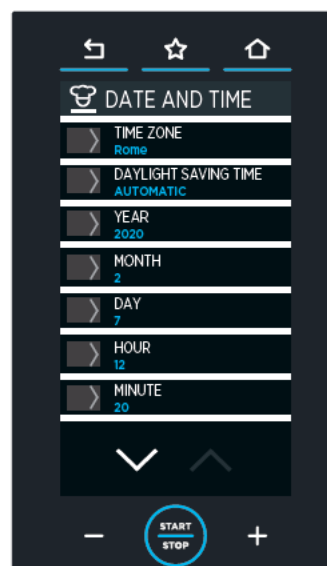 DATE AND TIME
TIME ZONE
Rome
DAYLIGHT SAVING TIME
AUTOMATIC
YEAR
2020
MONTH
2
DAY
7
HOUR
12
MINUTE
20
START
STOP